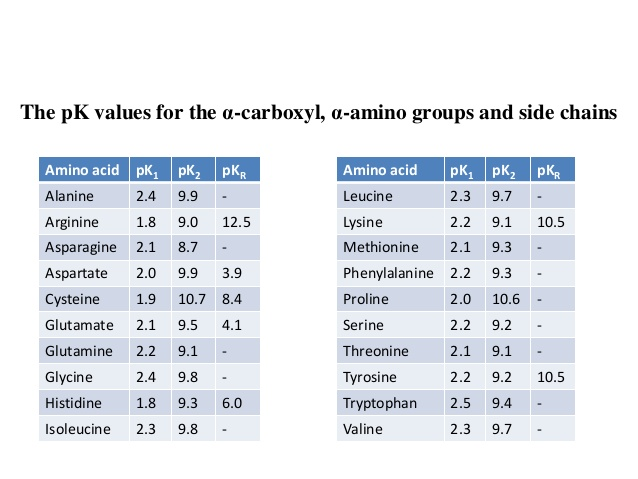 The pK values for the α-carboxyl, α-amino groups and side chains
Amino acid pK1 pK2 pKR
Alanine 2.4 9.9 -
Arginine 1.8 9.0 12.5
Asparagine 2.1 8.7 -
Aspartate 2.0 9.9 3.9
Cysteine 1.9 10.7 8.4
Glutamate 2.1 9.5 4.1
Glutamine 2.2 9.1 -
Glycine 2.4 9.8 -
Histidine 1.8 9.3 6.0
Isoleucine 2.3 9.8 -
Amino acid pK1 pK2 pKR
Leucine 2.3 9.7 -
Lysine 2.2 9.1 10.5
Methionine 2.1 9.3 -
Phenylalanine 2.2 9.3 -
Proline 2.0 10.6 -
Serine 2.2 9.2 -
Threonine 2.1 9.1 -
Tyrosine 2.2 9.2 10.5
Tryptophan 2.5 9.4 -
Valine 2.3 9.7 -